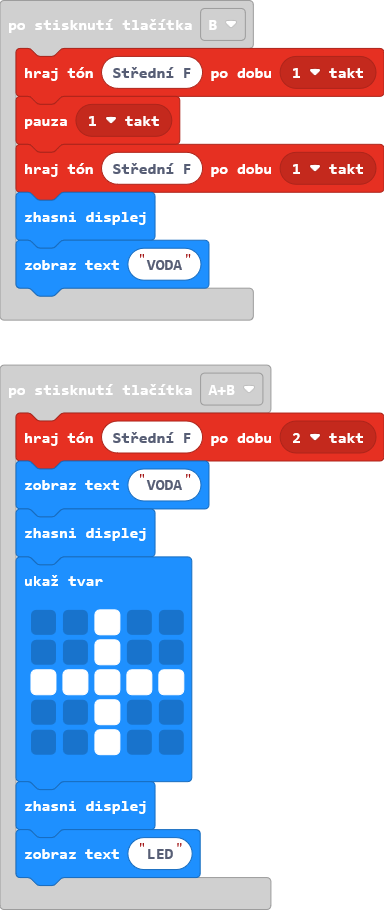 po stisknutí tlačítka B
hraj tón Střední F po dobu 1 takt
pauza 1 takt
hraj tón Střední F po dobu 1 takt
zhasni displej
zobraz text "VODA"
po stisknutí tlačítka A+B
hraj tón Střední F po dobu 2 takt
zobraz text "VODA"
zhasni displej
ukaž tvar
zhasni displej
zobraz text "LED"